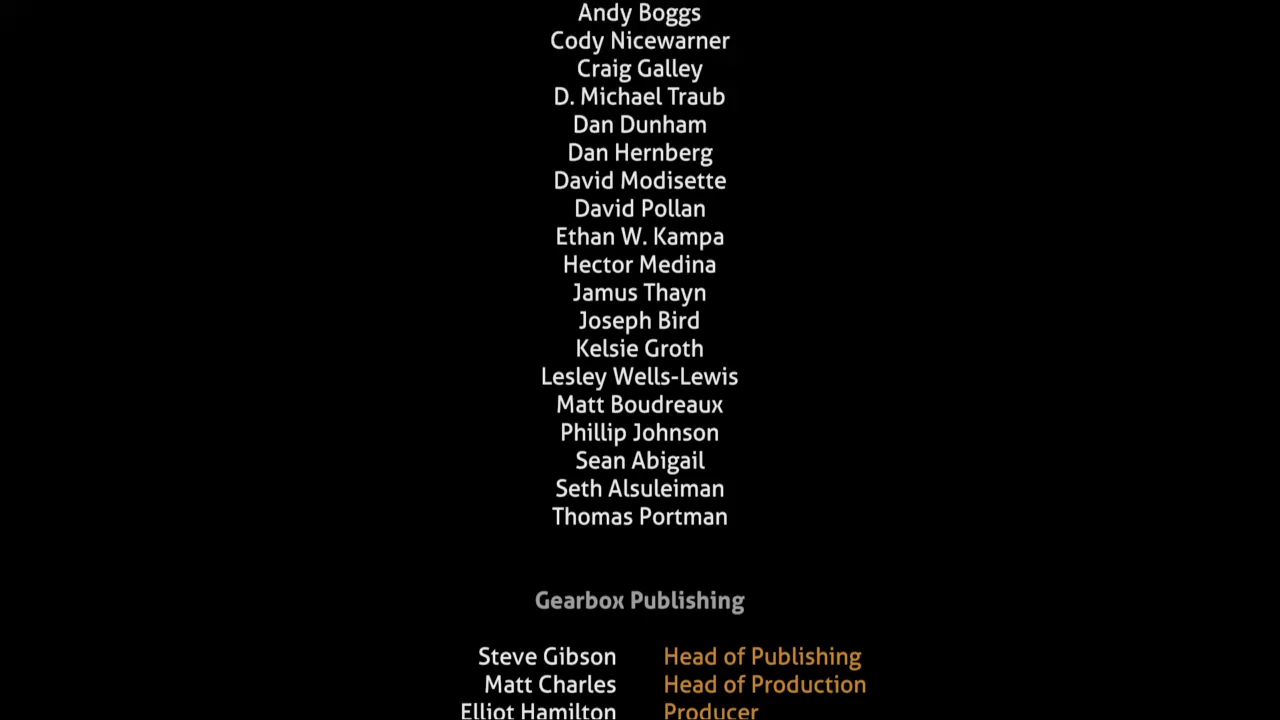 Andy Boggs
Cody Nicewarner
Craig Galley
D. Michael Traub
Dan Dunham
Dan Hernberg
David Modisette
David Pollan
Ethan W. Kampa
Hector Medina
Jamus Thayn
Joseph Bird
Kelsie Groth
Lesley Wells-Lewis
Matt Boudreaux
Phillip Johnson
Sean Abigail
Seth Alsuleiman
Thomas Portman
Gearbox Publishing
Steve Gibson Head of Publishing
Matt Charles Head of Production
Elliot Hamilton Producer